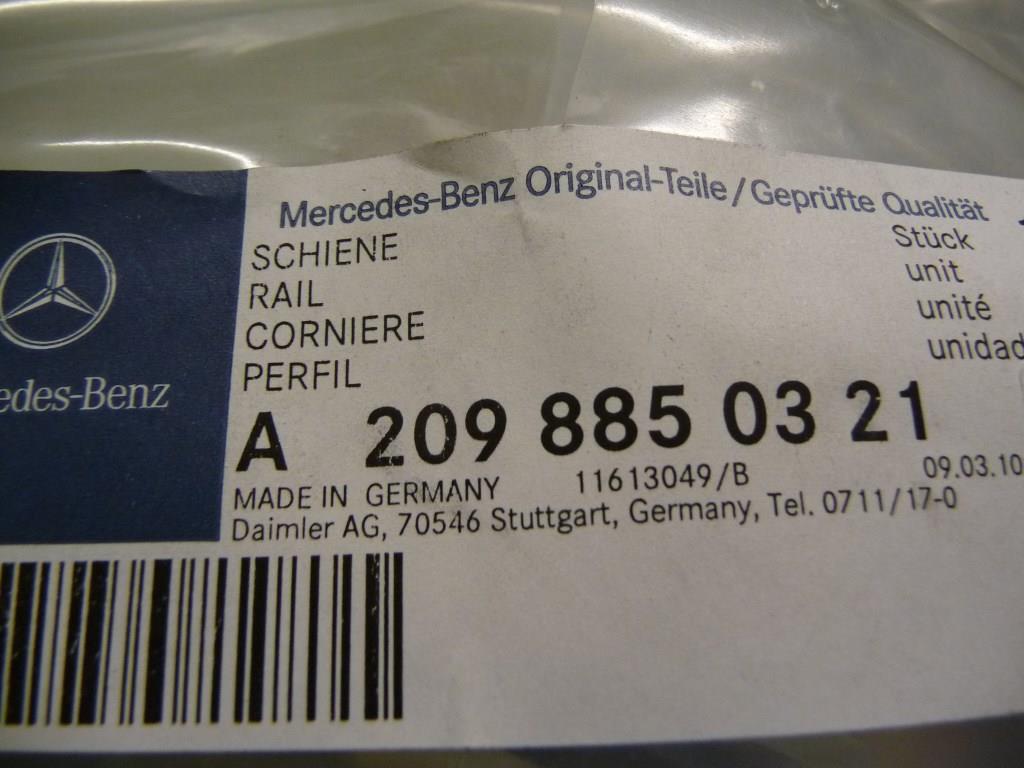 Mercedes-Benz Original-Teile / Geprüfte Qualität
SCHIENE Stück
RAIL unit
CORNIERE unité
PERFIL unidad
edes-Benz
A 209 885 03 21
MADE IN GERMANY 11613049/B 09.03.10
Daimler AG, 70546 Stuttgart, Germany, Tel. 0711/17-0